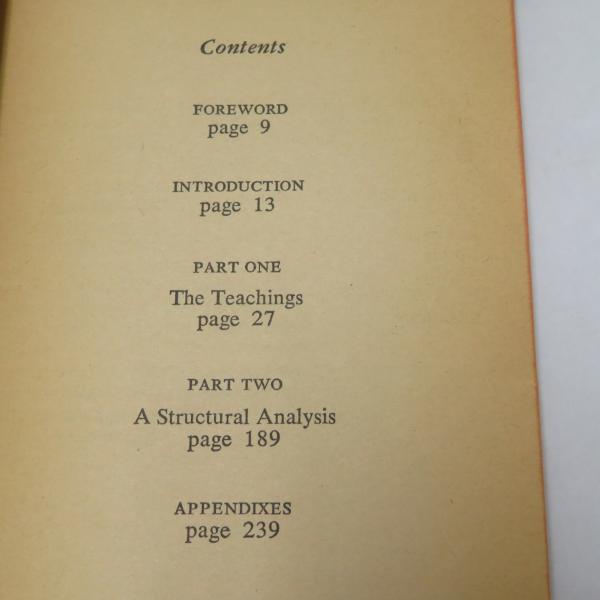 Contents
FOREWORD
page 9
INTRODUCTION
page 13
PART ONE
The Teachings
page 27
PART TWO
A Structural Analysis
page 189
APPENDIXES
page 239